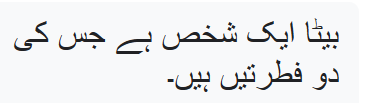 بیٹا ایک شخص ہے جس کی
دو فطرتیں ہیں۔